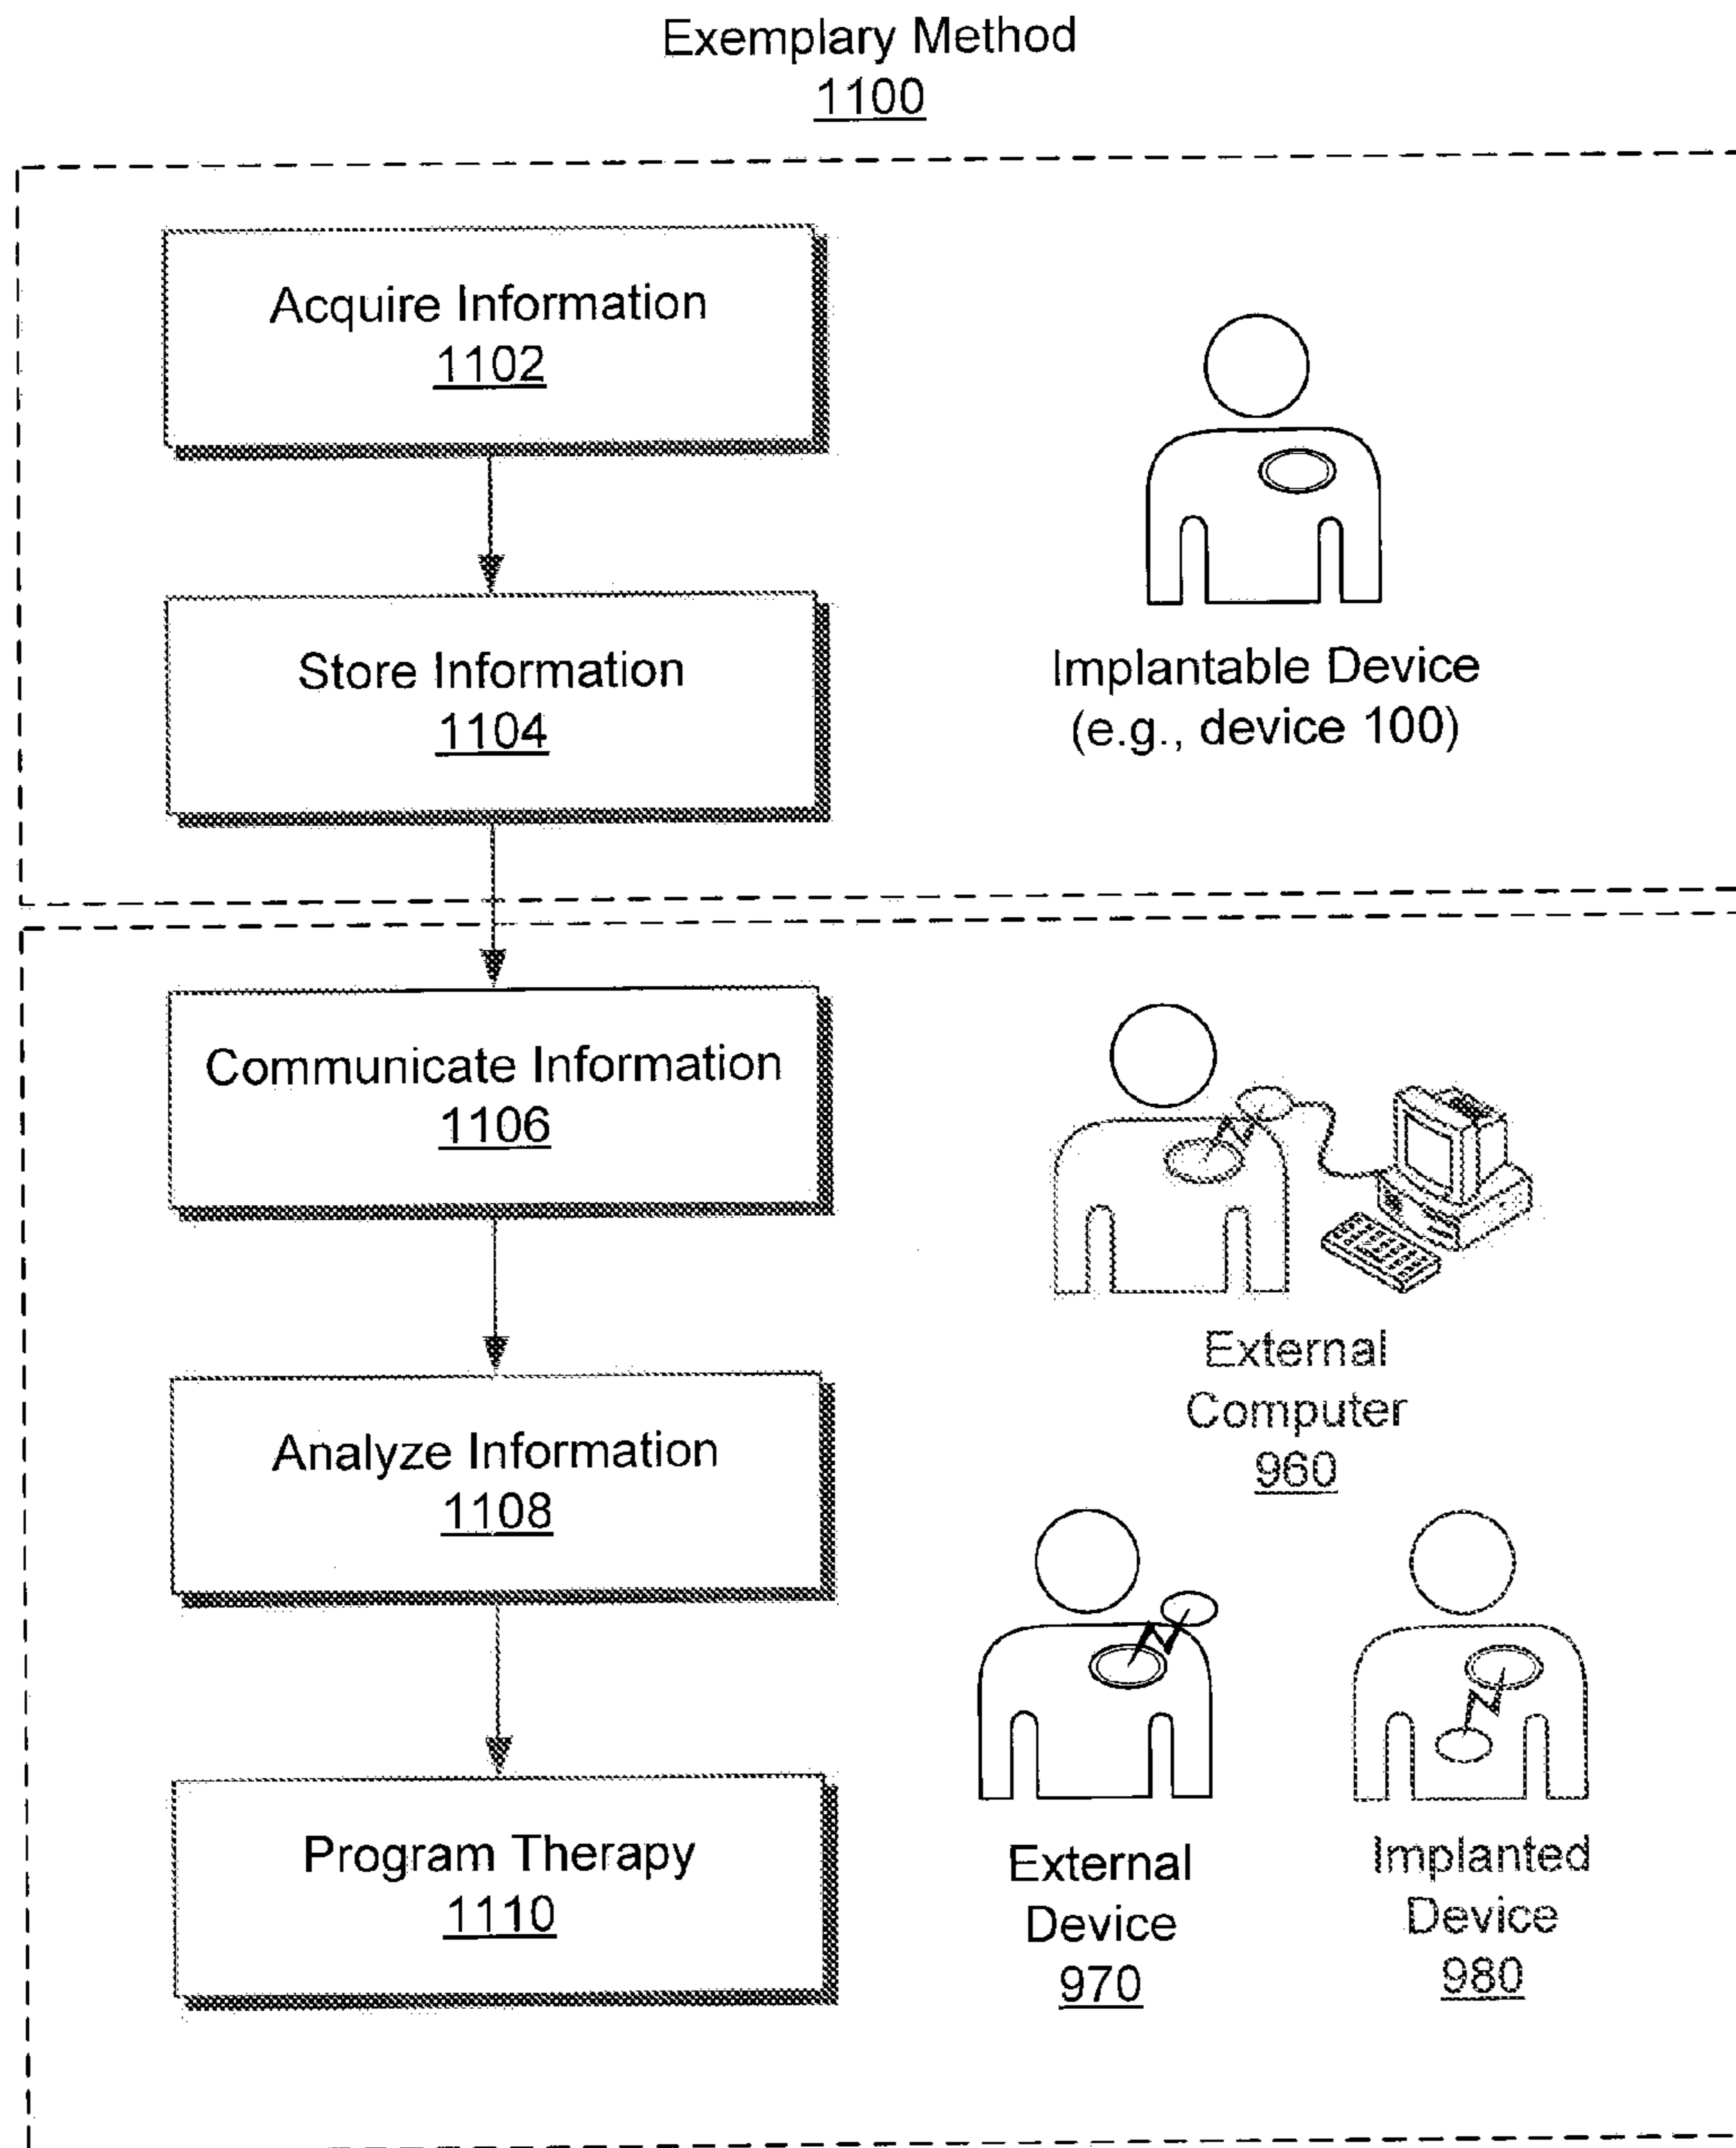 Exemplary Method
1100
Acquire Information
1102
Store Information
1104
Implantable Device
(e.g., device 100)
Communicate Information
1106
External
Computer
960
Analyze Information
1108
Program Therapy
1110
External
Device
970
Implanted
Device
980